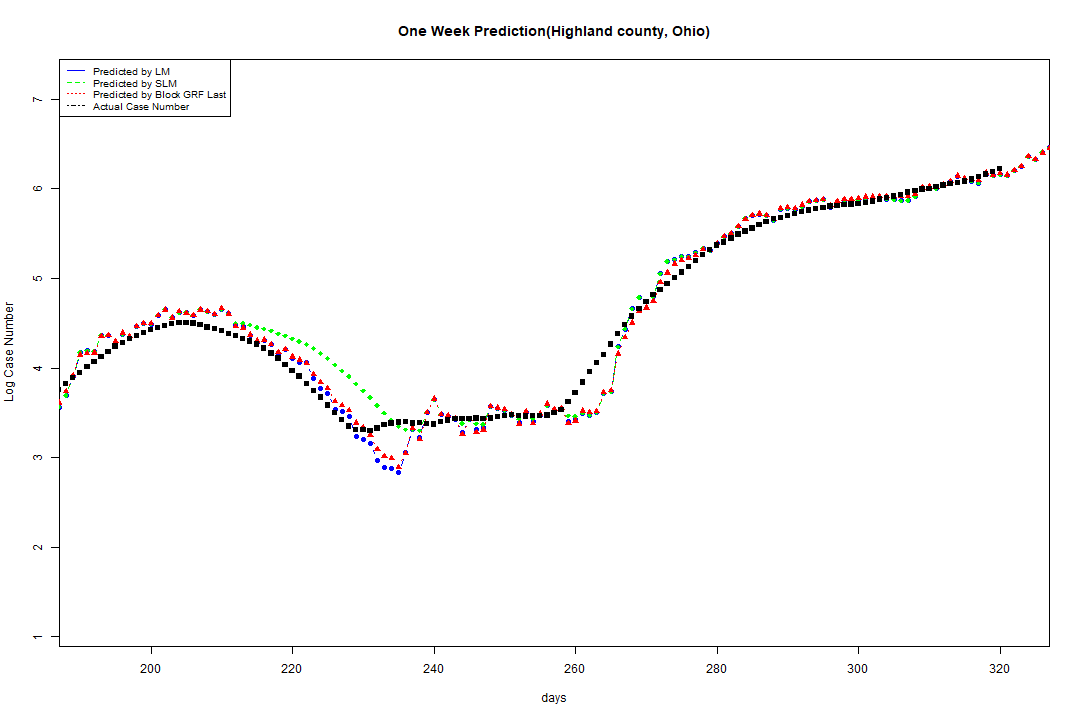 One Week Prediction(Highland county, Ohio)
Predicted by LM
Predicted by SLM
Predicted by Block GRF Last
Actual Case Number
7
6
5
4
3
2
1
Log Case Number
200 220 240 260 280 300 320
days